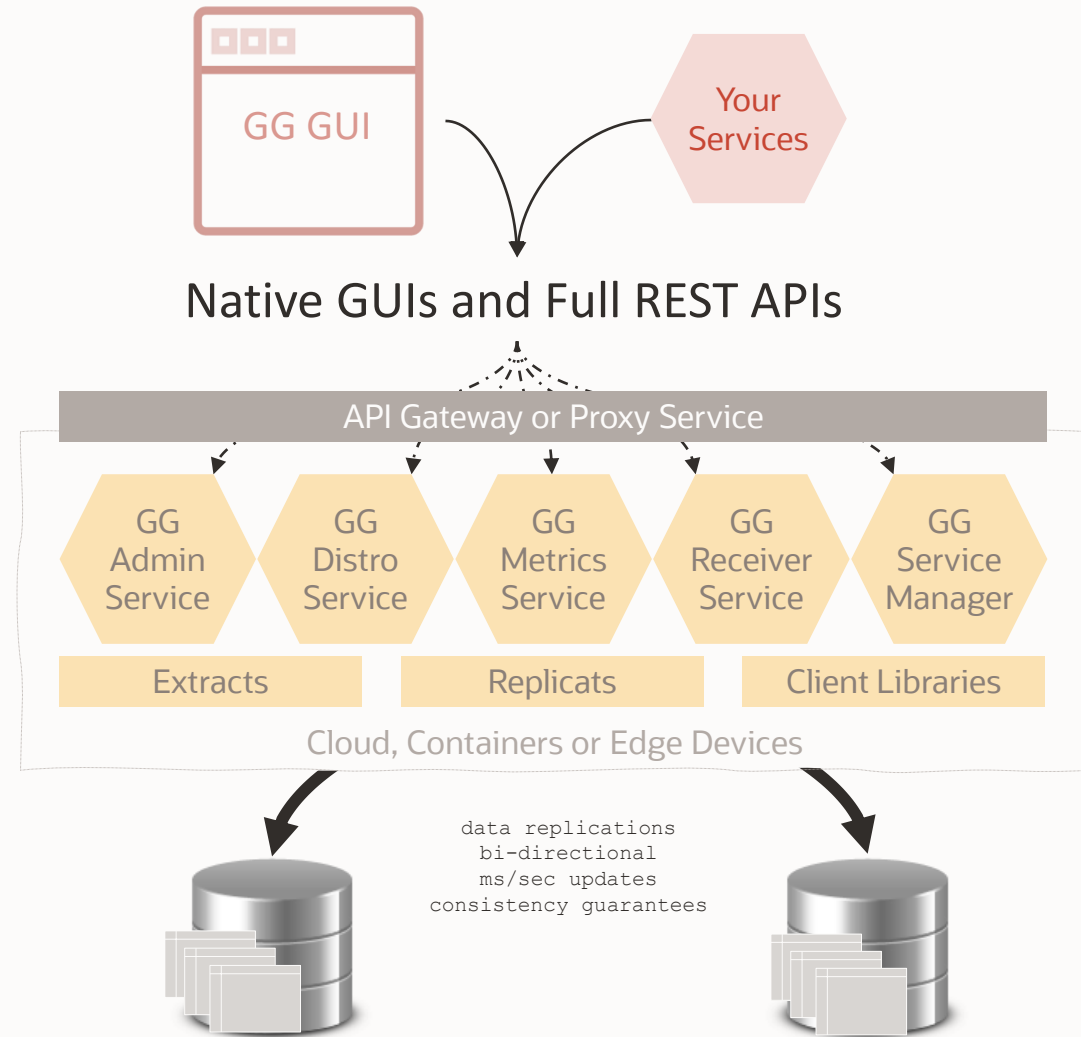 GG GUI
Your
Services
Native GUIs and Full REST APIs
API Gateway or Proxy Service
GG
Admin
Service
GG
Distro
Service
GG
Metrics
Service
GG
Receiver
Service
GG
Service
Manager
Extracts
Replicats
Client Libraries
Cloud, Containers or Edge Devices
data replications
bi-directional
ms/sec updates
consistency guarantees